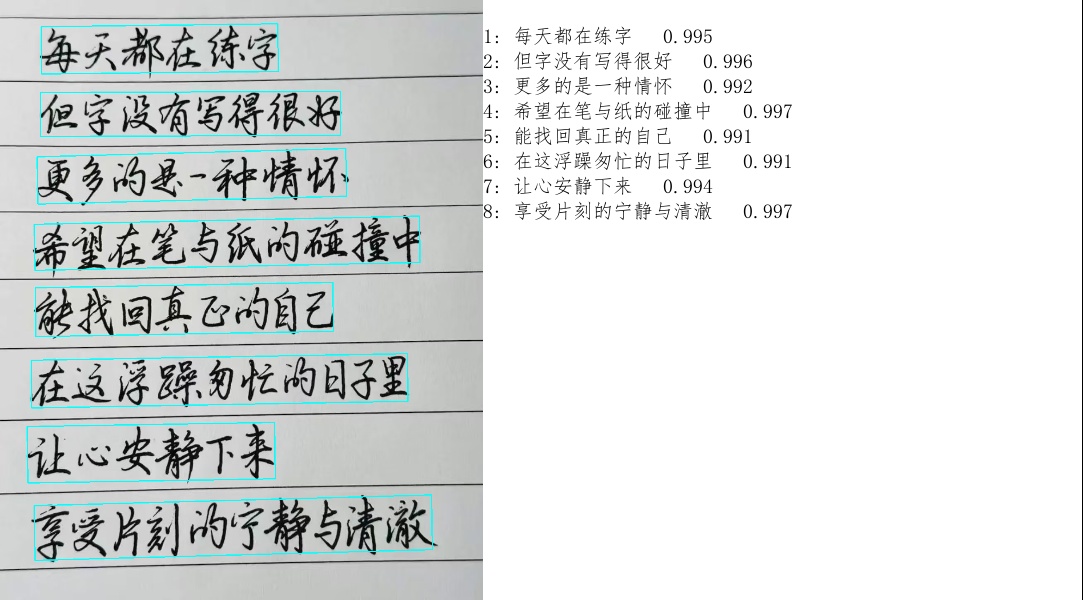 每天都在练字
但字没有写得很好
更多的是一种情怀
希望在笔与纸的碰撞中
能找回真正的自己
在这浮躁匆忙的日子里
让心安静下来
享受片刻的宁静与清澈
1: 每天都在练字 0.995
2: 但字没有写得很好 0.996
3: 更多的是一种情怀 0.992
4: 希望在笔与纸的碰撞中 0.997
5: 能找回真正的自己 0.991
6: 在这浮躁匆忙的日子里 0.991
7: 让心安静下来 0.994
8: 享受片刻的宁静与清澈 0.997